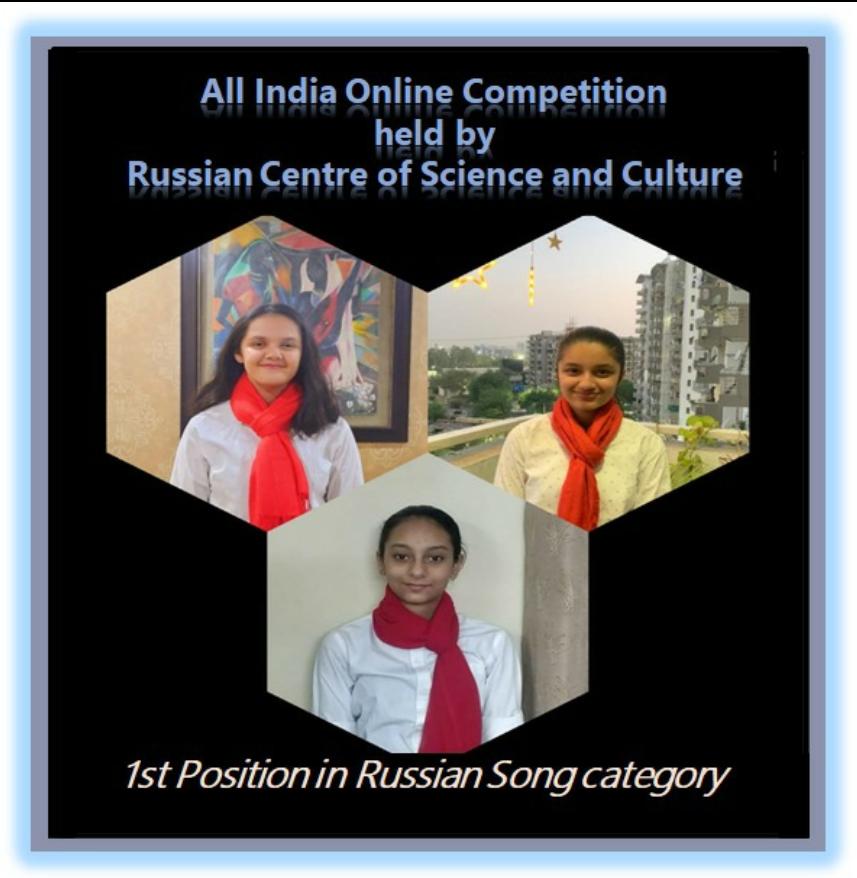 All India Online Competition
held by
Russian Centre of Science and Culture
1st Position in Russian Song category